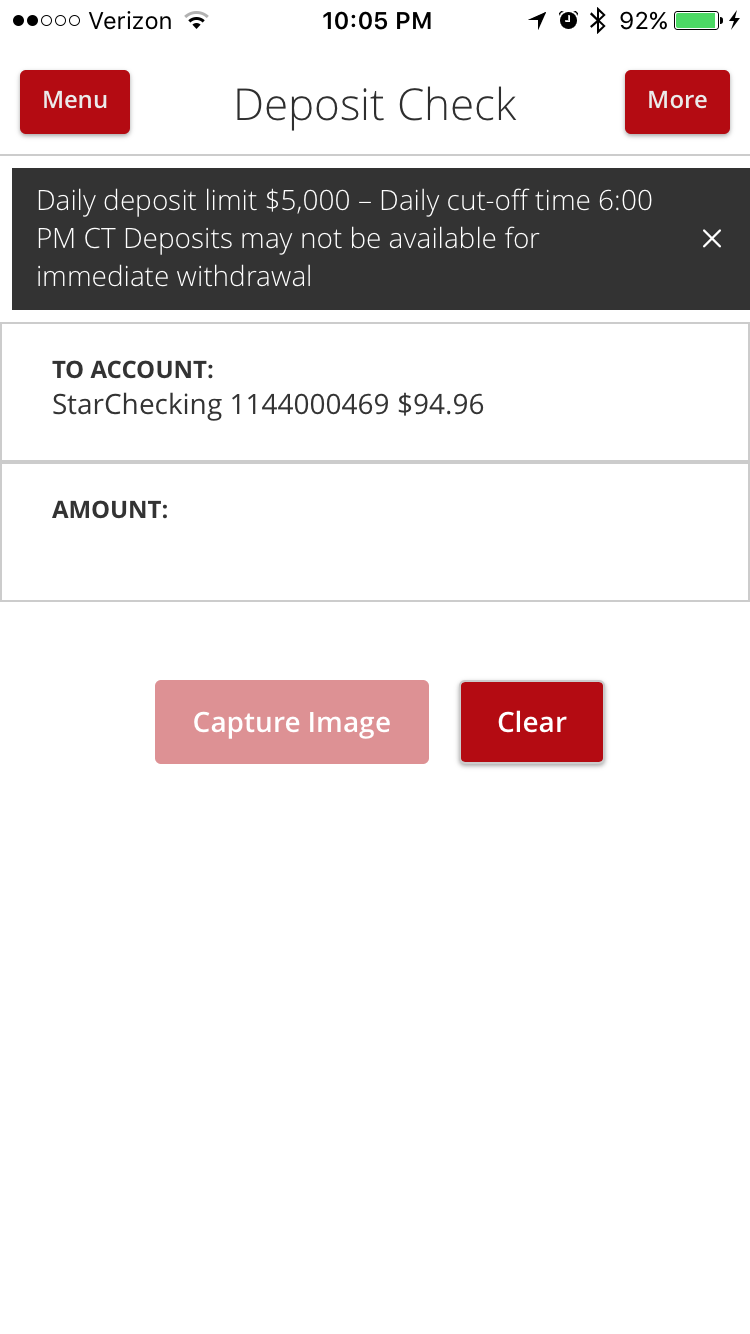 Verizon 10:05 PM 92%
Menu Deposit Check More
Daily deposit limit $5,000 – Daily cut-off time 6:00
PM CT Deposits may not be available for
immediate withdrawal
TO ACCOUNT:
StarChecking 1144000469 $94.96
AMOUNT:
Capture Image Clear